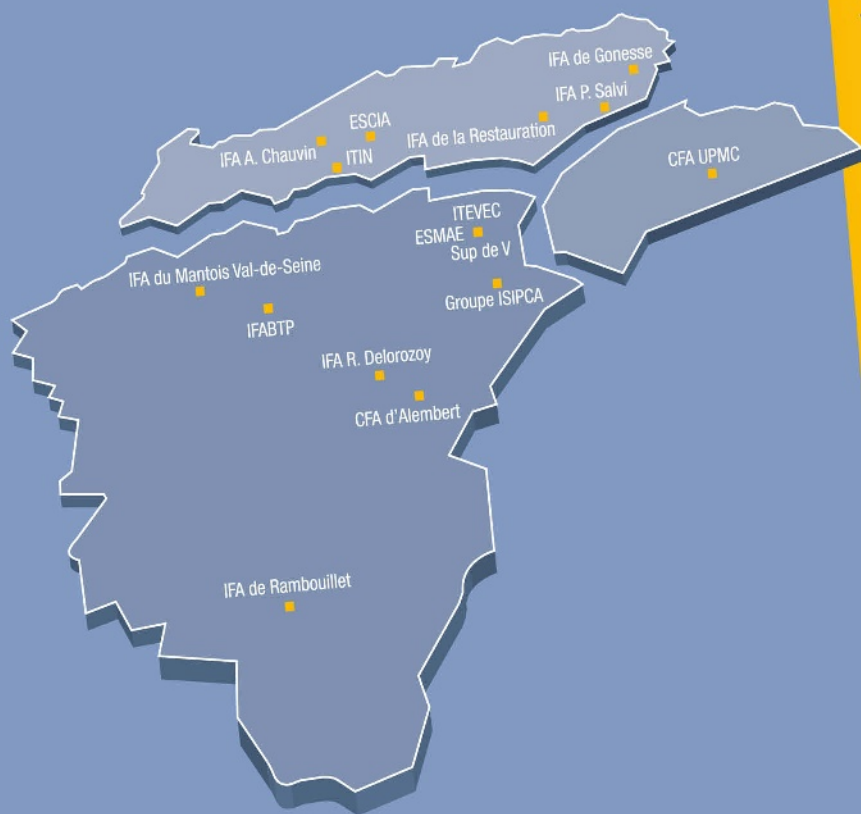 IFA de Gonesse
IFA P. Salvi
ESCIA
IFA de la Restauration
IFA A. Chauvin
ITIN
CFA UPMC
ITEVEC
ESMAE
Sup de V
IFA du Mantois Val-de-Seine
Groupe ISIPCA
IFABTP
IFA R. Delorozoy
CFA d'Alembert
IFA de Rambouillet